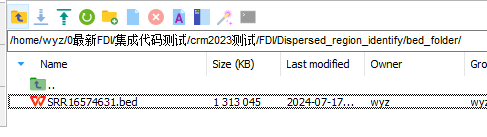 /home/wyz/0最新FDI/集成代码测试/crm2023测试/FDI/Dispersed_region_identify/bed_folder/
Name Size (KB) Last modified Owner Gro
..
SRR16574631.bed 1 313 045 2024-07-17... wyz wyz